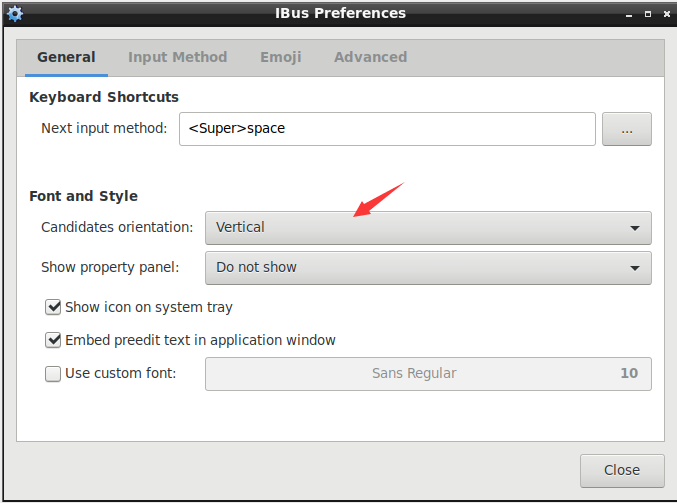 IBus Preferences
General Input Method Emoji Advanced
Keyboard Shortcuts
Next input method: <Super>space ...
Font and Style
Candidates orientation: Vertical
Show property panel: Do not show
Show icon on system tray
Embed preedit text in application window
Use custom font: Sans Regular 10
Close